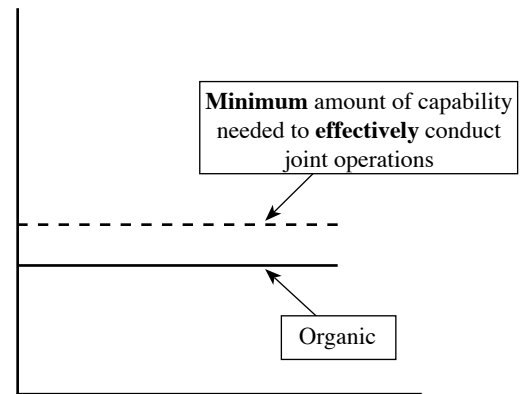 Minimum amount of capability
needed to effectively conduct
joint operations
Organic